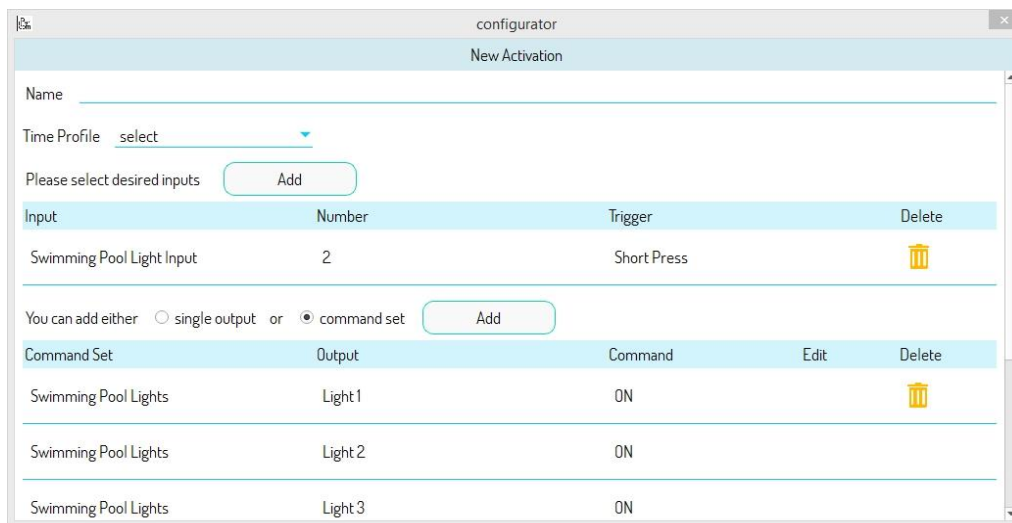 configurator
New Activation
Name
Time Profile select
Please select desired inputs Add
Input Number Trigger Delete
Swimming Pool Light Input 2 Short Press
You can add either single output or command set Add
Command Set Output Command Edit Delete
Swimming Pool Lights Light 1 ON
Swimming Pool Lights Light 2 ON
Swimming Pool Lights Light 3 ON